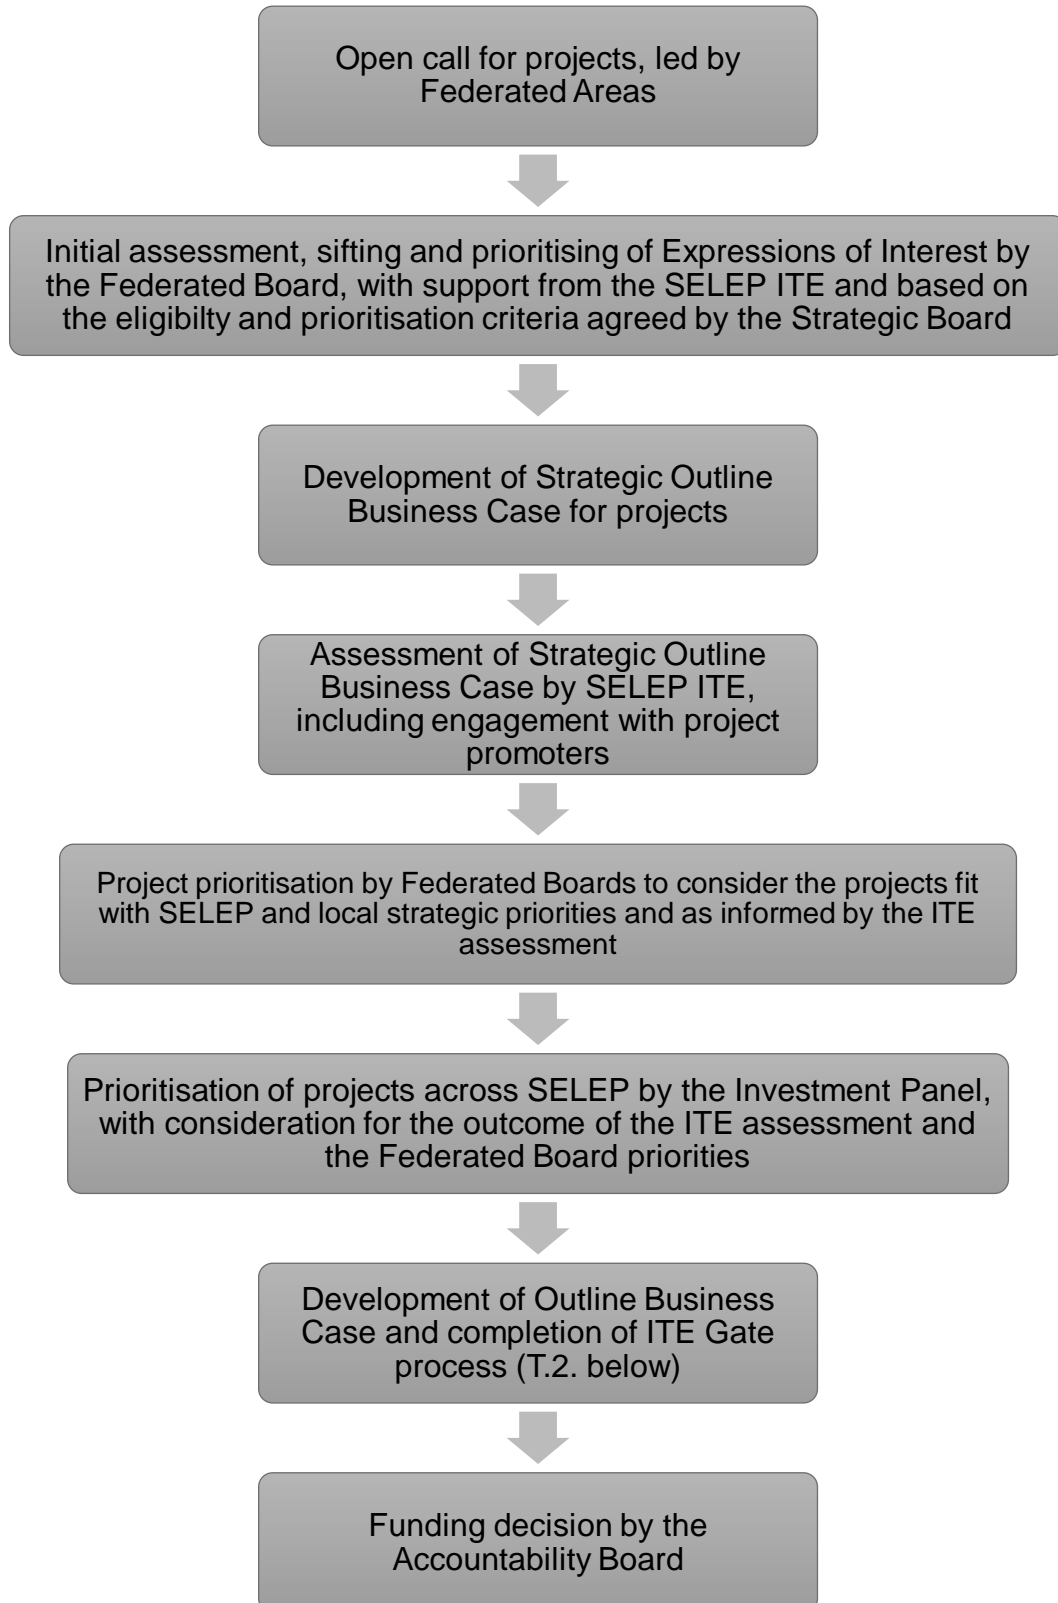 Open call for projects, led by
Federated Areas
Initial assessment, sifting and prioritising of Expressions of Interest by
the Federated Board, with support from the SELEP ITE and based on
the eligibilty and prioritisation criteria agreed by the Strategic Board
Development of Strategic Outline
Business Case for projects
Assessment of Strategic Outline
Business Case by SELEP ITE,
including engagement with project
promoters
Project prioritisation by Federated Boards to consider the projects fit
with SELEP and local strategic priorities and as informed by the ITE
assessment
Prioritisation of projects across SELEP by the Investment Panel,
with consideration for the outcome of the ITE assessment and
the Federated Board priorities
Development of Outline Business
Case and completion of ITE Gate
process (T.2. below)
Funding decision by the
Accountability Board